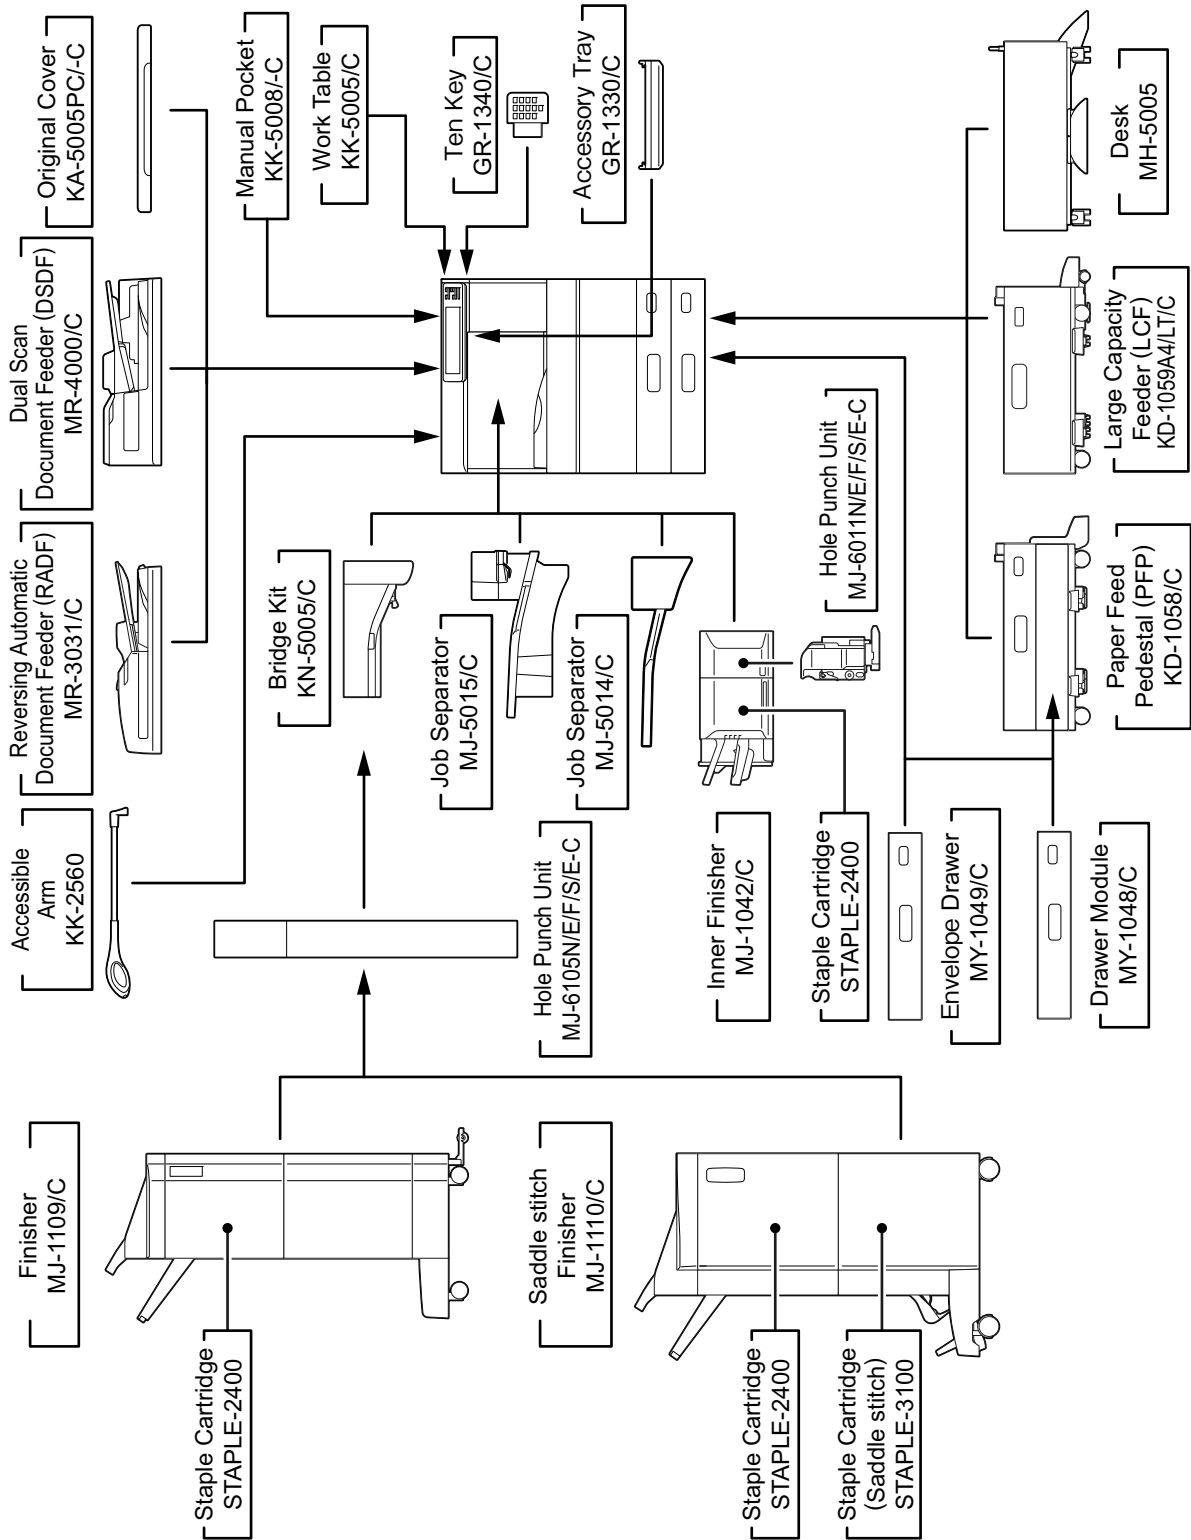 Finisher
MJ-1109/C
Staple Cartridge
STAPLE-2400
Saddle stitch
Finisher
MJ-1110/C
Staple Cartridge
STAPLE-2400
Staple Cartridge
(Saddle stitch)
STAPLE-3100
Accessible
Arm
KK-2560
Reversing Automatic
Document Feeder (RADF)
MR-3031/C
Dual Scan
Document Feeder (DSDF)
MR-4000/C
Original Cover
KA-5005PC/-C
Manual Pocket
KK-5008/-C
Work Table
KK-5005/C
Ten Key
GR-1340/C
Accessory Tray
GR-1330/C
Bridge Kit
KN-5005/C
Job Separator
MJ-5015/C
Job Separator
MJ-5014/C
Hole Punch Unit
MJ-6105N/E/F/S/E-C
Inner Finisher
MJ-1042/C
Staple Cartridge
STAPLE-2400
Hole Punch Unit
MJ-6011N/E/F/S/E-C
Envelope Drawer
MY-1049/C
Drawer Module
MY-1048/C
Paper Feed
Pedestal (PFP)
KD-1058/C
Large Capacity
Feeder (LCF)
KD-1059A4/LT/C
Desk
MH-5005